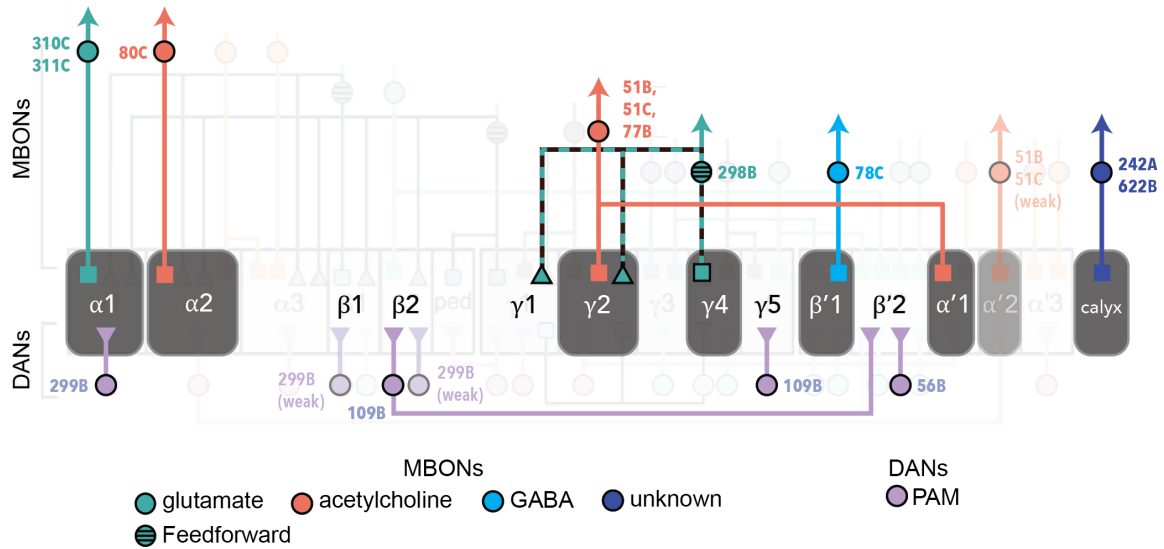 MBONs
310C
311C
80C
51B,
51C,
77B
298B
78C
51B
51C
(weak)
242A
622B
α1
α2
α3
β1
β2
ped
γ1
γ2
γ3
γ4
γ5
β'1
β'2
α'1
α'2
α'3
calyx
DANs
299B
299B
(weak)
109B
299B
(weak)
109B
56B
MBONs
DANs
glutamate
acetylcholine
GABA
unknown
PAM
Feedforward